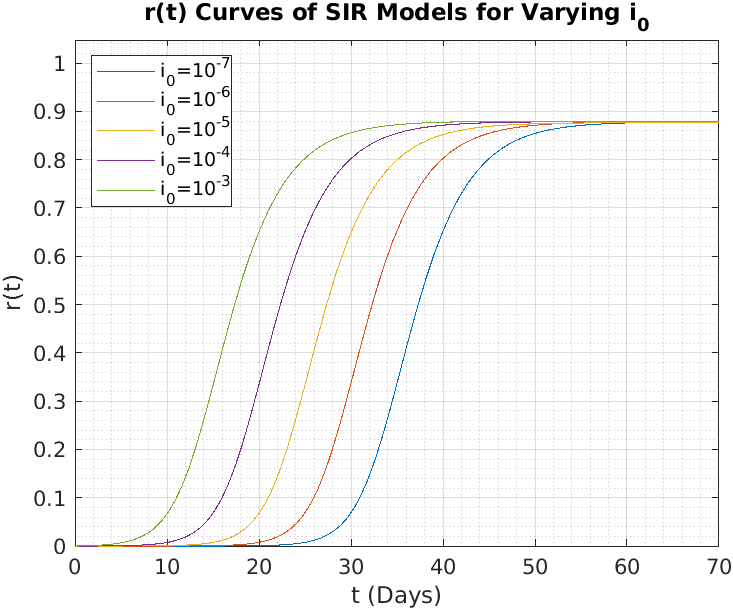 r(t) Curves of SIR Models for Varying i₀
1
0.9
0.8
0.7
0.6
0.5
0.4
0.3
0.2
0.1
0
r(t)
i₀=10⁻⁷
i₀=10⁻⁶
i₀=10⁻⁵
i₀=10⁻⁴
i₀=10⁻³
0 10 20 30 40 50 60 70
t (Days)